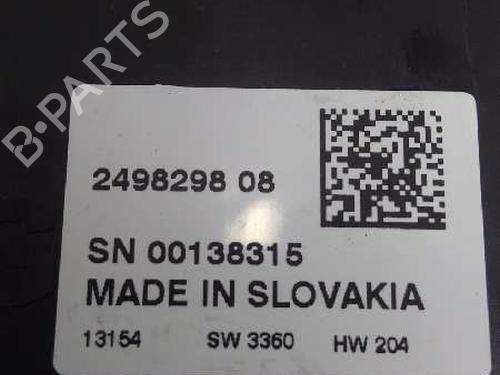 B-PARTS
2498298 08
SN 00138315
MADE IN SLOVAKIA
13154 SW 3360 HW 204